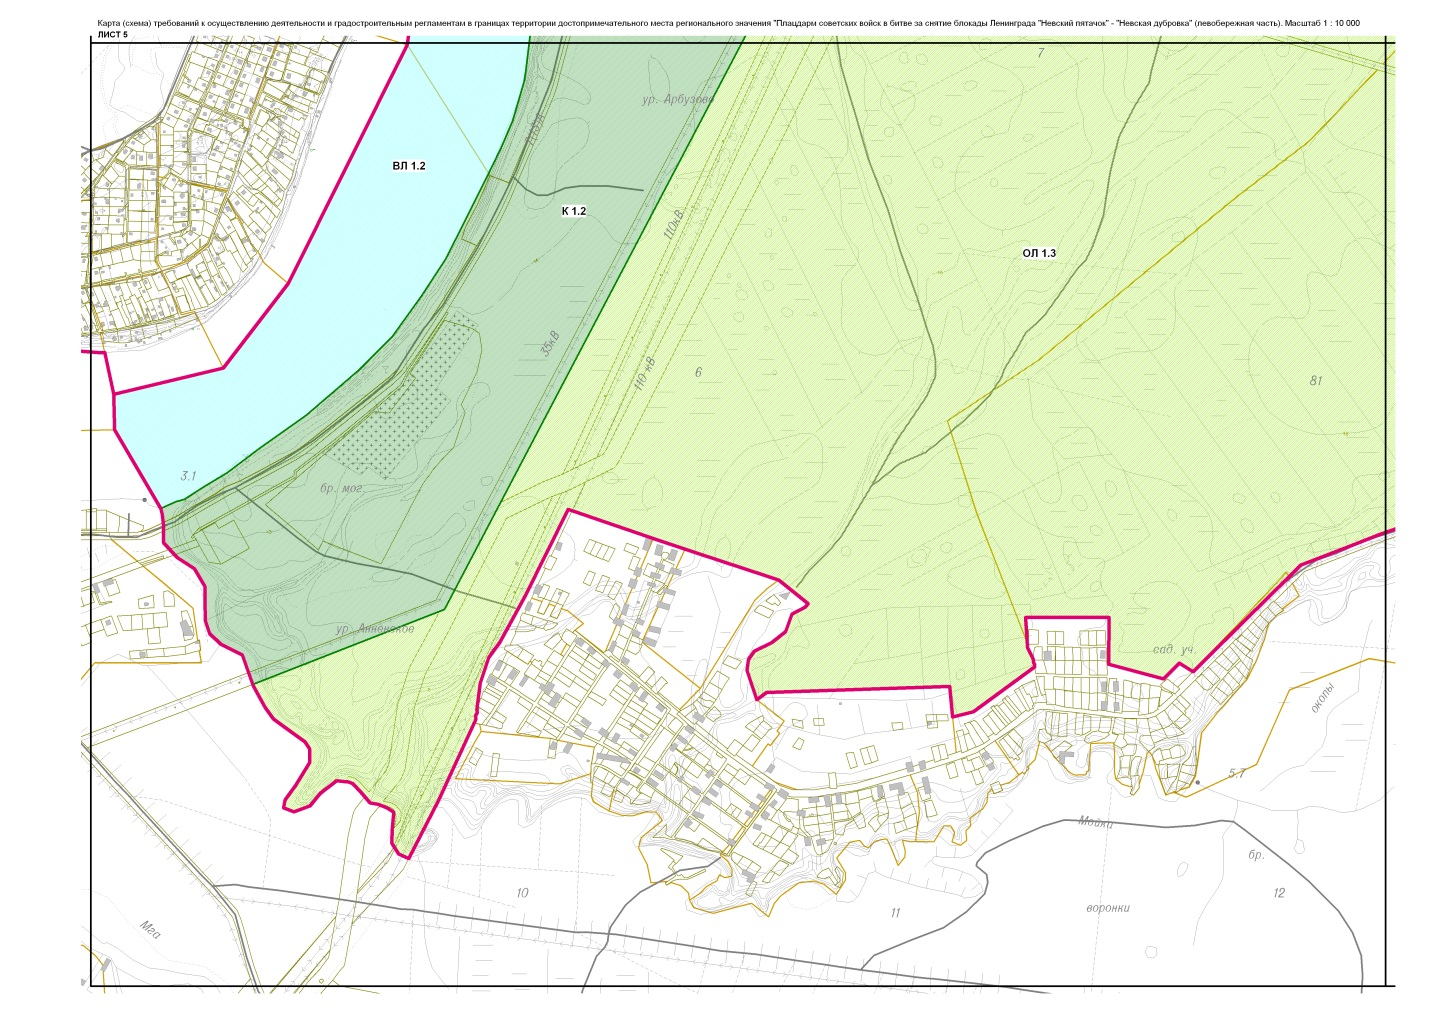 Карта (схема) требований к осуществлению деятельности и градостроительным регламентам в границах территории достопримечательного места регионального значения "Плацдарм советских войск в битве за снятие блокады Ленинграда "Невский пятачок" - "Невская дубровка" (левобережная часть). Масштаб 1 : 10 000
ЛИСТ 5
7
ур. Арбузово
ВЛ 1.2
К 1.2
110кВ
ОЛ 1.3
35кВ
110 кВ
6
81
3.1
бр. мог.
ур. Анненское
сад. уч.
окопы
5.7
Мойка
бр.
10
12
11
воронки
Мга